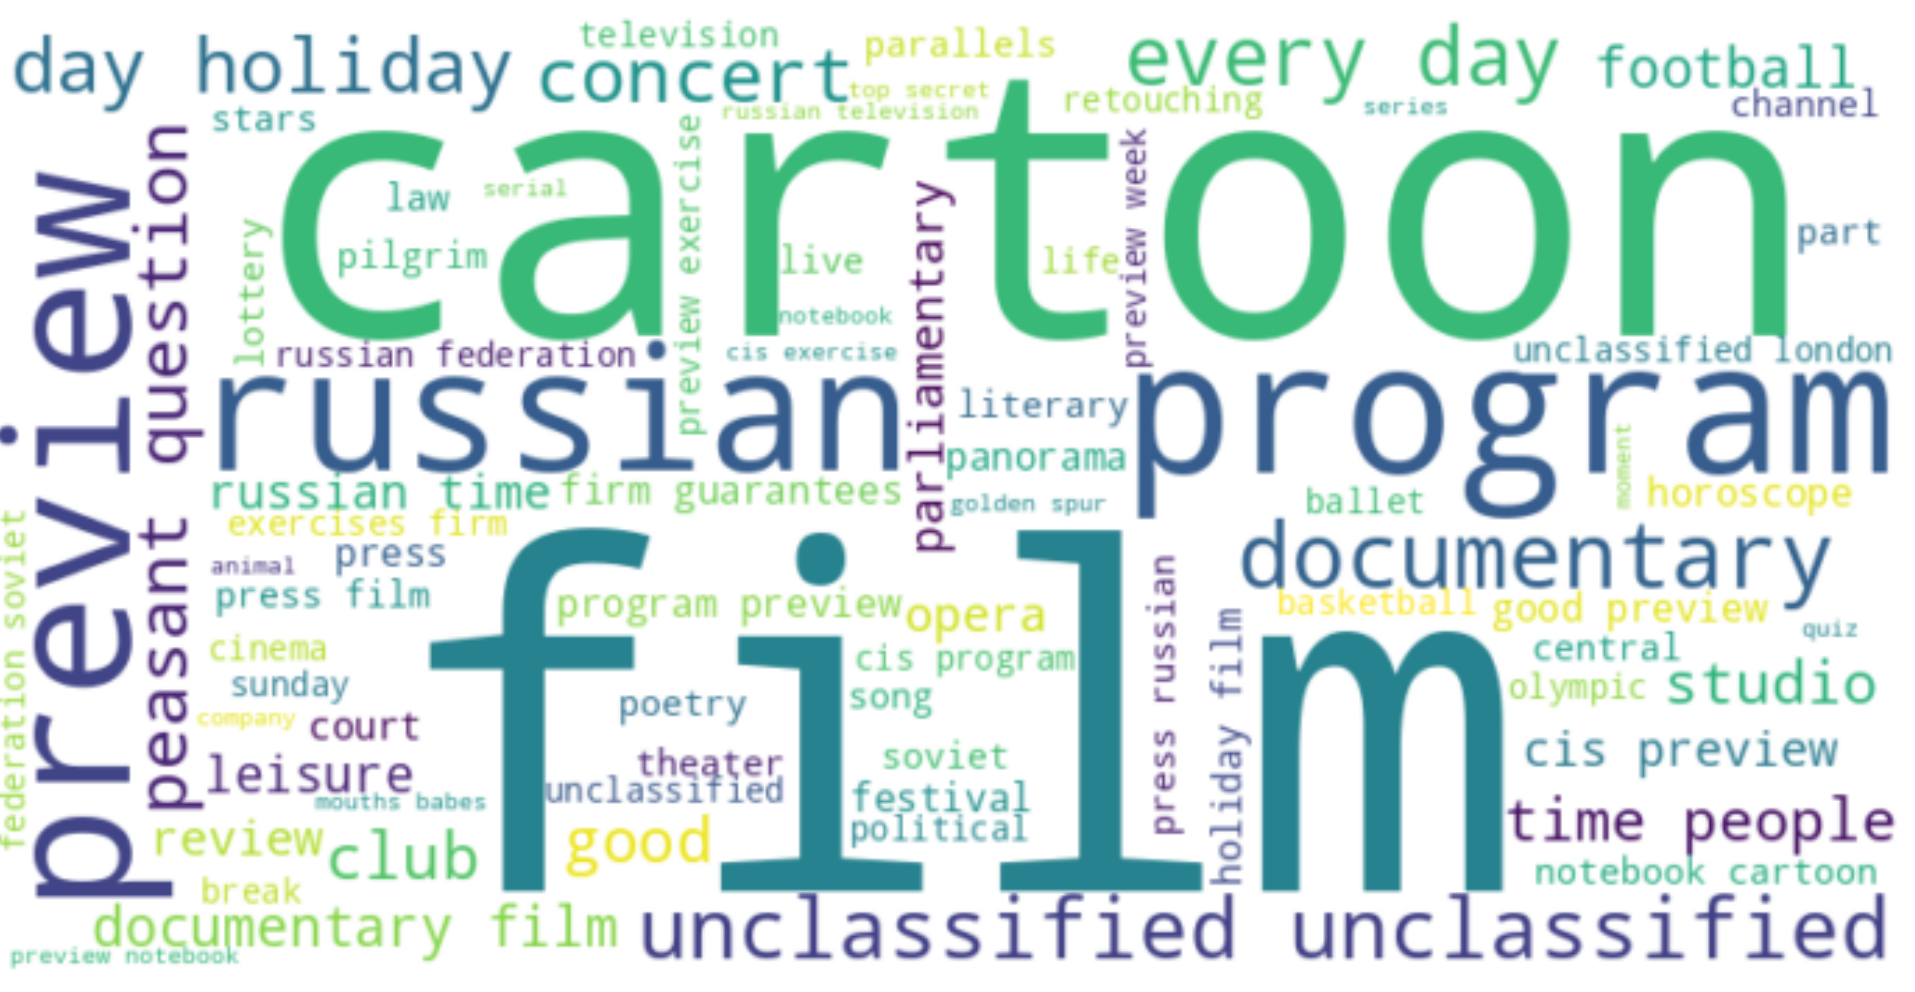 television
parallels
day holiday
concert
every day
football
top secret
russian television
retouching
series
channel
stars
preview
peasant question
cartoon
law
serial
pilgrim
lottery
preview exercise
live
life
notebook
parliamentary
preview week
part
russian federation
cis exercise
unclassified london
russian
literary
program
panorama
moment
russian time
firm guarantees
golden spur
ballet
horoscope
exercises firm
press
animal
press film
federation soviet
film
documentary
program preview
opera
basketball
good preview
quiz
cinema
cis program
press russian
holiday film
central
sunday
poetry
song
olympic
studio
company
court
theater
soviet
cis preview
leisure
unclassified
mouths babes
festival
political
time people
review
club
good
notebook cartoon
break
documentary film
unclassified unclassified
preview notebook